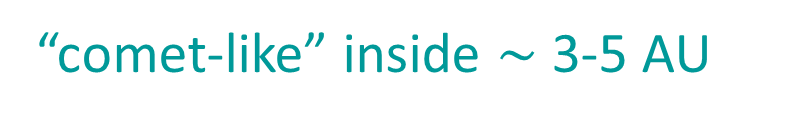 “comet-like” inside ~ 3-5 AU